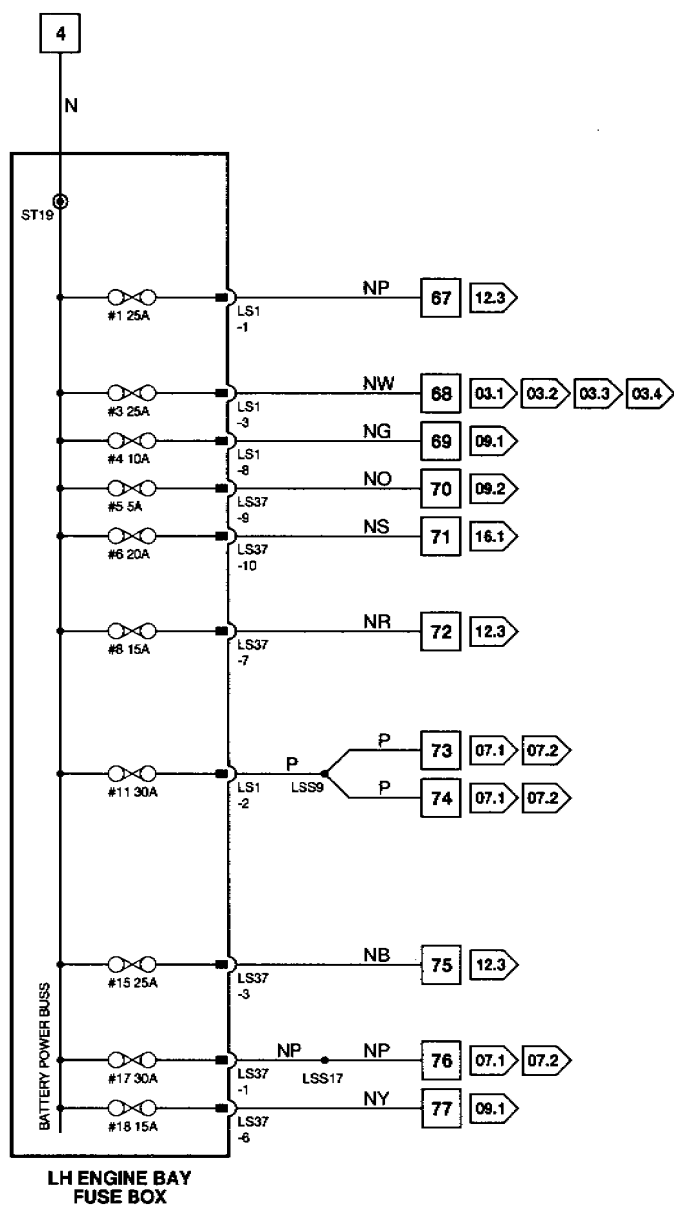 4
N
ST19
NP
67
12.3
#1 25A
LS1
-1
NW
68
03.1
03.2
03.3
03.4
#3 25A
LS1
-3
NG
69
09.1
#4 10A
LS1
-8
NO
70
09.2
#5 5A
LS37
-9
NS
71
16.1
#6 20A
LS37
-10
NR
72
12.3
#8 15A
LS37
-7
P
73
07.1
07.2
P
#11 30A
LS1
-2
LSS9
P
74
07.1
07.2
NB
75
12.3
#15 25A
LS37
-3
BATTERY POWER BUSS
NP
NP
76
07.1
07.2
#17 30A
LS37
-1
LSS17
NY
77
09.1
#18 15A
LS37
-6
LH ENGINE BAY
FUSE BOX